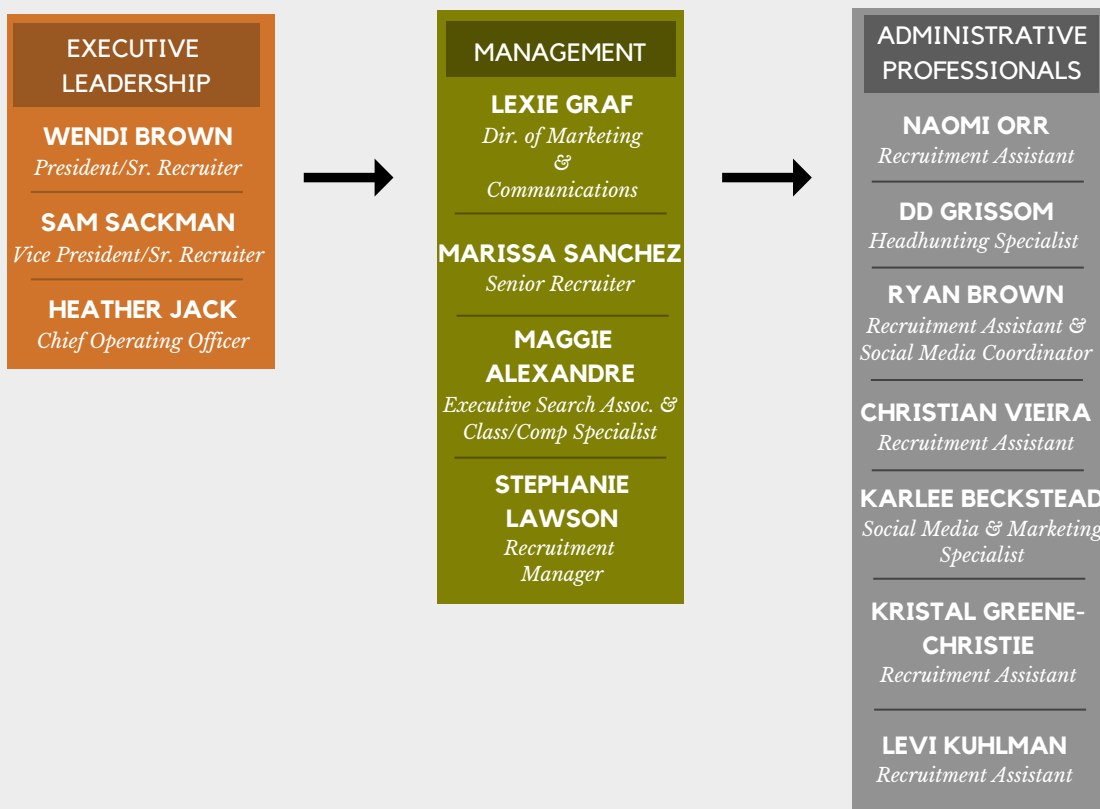 EXECUTIVE
LEADERSHIP
WENDI BROWN
President/Sr. Recruiter
SAM SACKMAN
Vice President/Sr. Recruiter
HEATHER JACK
Chief Operating Officer
MANAGEMENT
LEXIE GRAF
Dir. of Marketing
&
Communications
MARISSA SANCHEZ
Senior Recruiter
MAGGIE
ALEXANDRE
Executive Search Assoc. &
Class/Comp Specialist
STEPHANIE
LAWSON
Recruitment
Manager
ADMINISTRATIVE
PROFESSIONALS
NAOMI ORR
Recruitment Assistant
DD GRISSOM
Headhunting Specialist
RYAN BROWN
Recruitment Assistant &
Social Media Coordinator
CHRISTIAN VIEIRA
Recruitment Assistant
KARLEE BECKSTEAD
Social Media & Marketing
Specialist
KRISTAL GREENE-
CHRISTIE
Recruitment Assistant
LEVI KUHLMAN
Recruitment Assistant